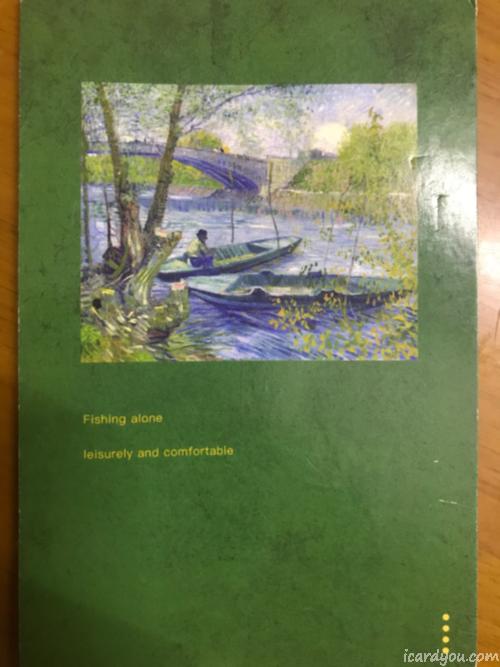 Fishing alone
leisurely and comfortable
icardyou.com